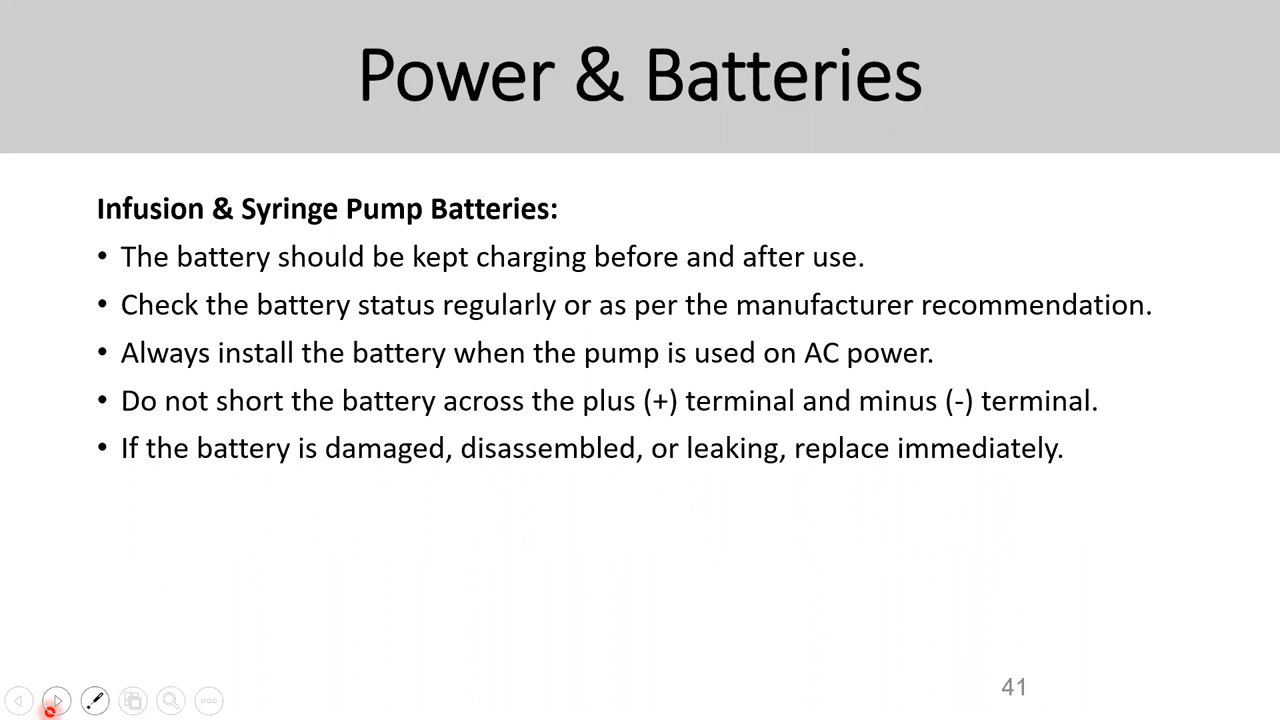 Power & Batteries
Infusion & Syringe Pump Batteries:
• The battery should be kept charging before and after use.
• Check the battery status regularly or as per the manufacturer recommendation.
• Always install the battery when the pump is used on AC power.
• Do not short the battery across the plus (+) terminal and minus (-) terminal.
• If the battery is damaged, disassembled, or leaking, replace immediately.
41